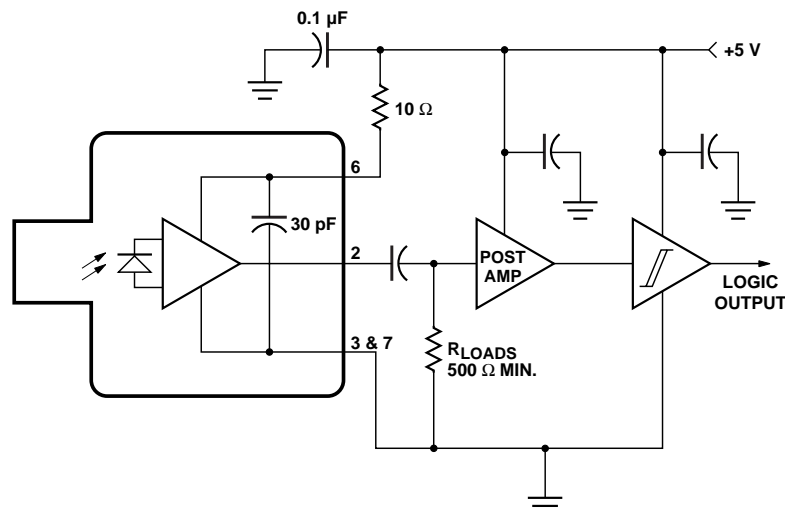 0.1 µF
+5 V
10 Ω
6
30 pF
2
POST
AMP
LOGIC
OUTPUT
3 & 7
RLOADS
500 Ω MIN.